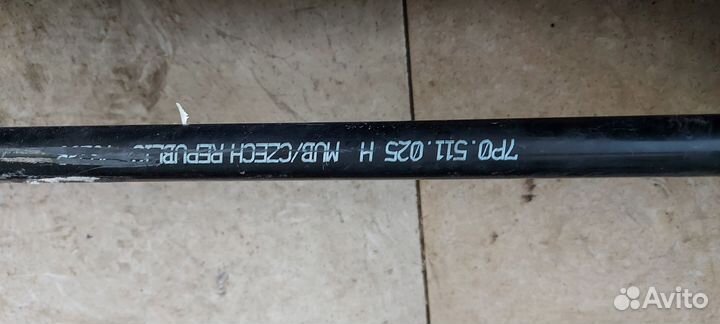 7P0.511.025 H MUB/CZECH REPUBLIC
Avito